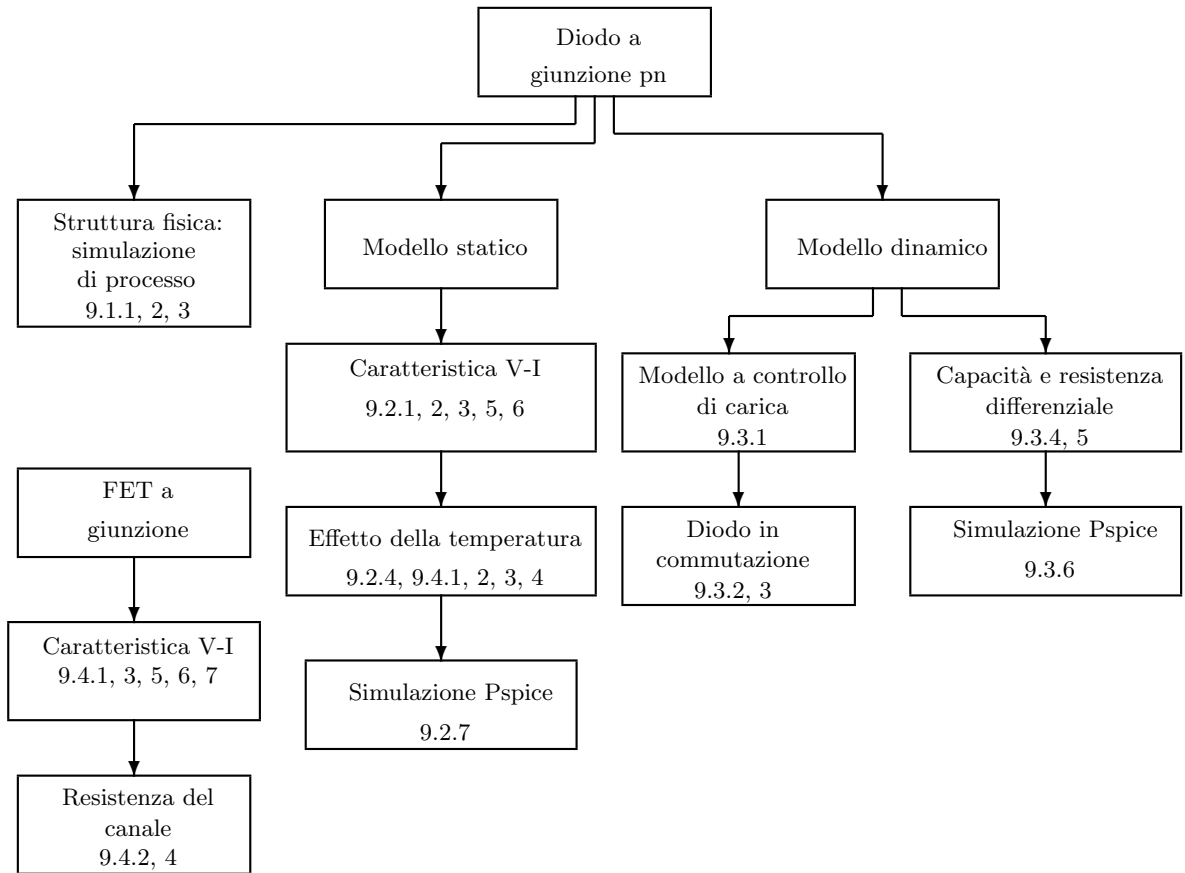 Diodo a
giunzione pn
Struttura fisica:
simulazione
di processo
9.1.1, 2, 3
Modello statico
Modello dinamico
Caratteristica V-I
9.2.1, 2, 3, 5, 6
Modello a controllo
di carica
9.3.1
Capacità e resistenza
differenziale
9.3.4, 5
FET a
giunzione
Effetto della temperatura
9.2.4, 9.4.1, 2, 3, 4
Diodo in
commutazione
9.3.2, 3
Simulazione Pspice
9.3.6
Caratteristica V-I
9.4.1, 3, 5, 6, 7
Simulazione Pspice
9.2.7
Resistenza del
canale
9.4.2, 4